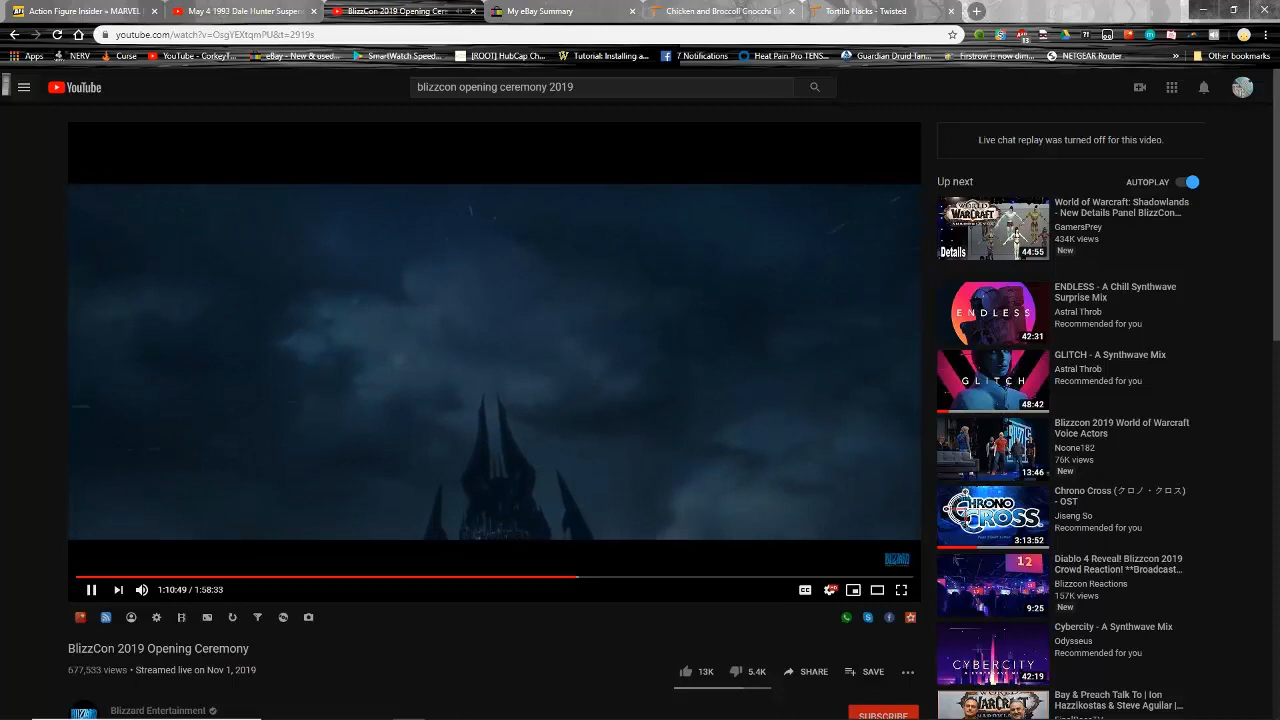 Action Figure Insider » MARVEL
May 4 1993 Dale Hunter Suspen
BlizzCon 2019 Opening Cere
My eBay Summary
Chicken and Broccoli Gnocchi B
Tortilla Hacks - Twisted
youtube.com/watch?v=OsgYEXtqmPU&t=2919s
Apps
NERV
Curse
YouTube - CorkeyT...
eBay - New & used...
SmartWatch Speed...
[ROOT] HubCap Ch...
Tutorial: Installing a...
7 Notifications
Heat Pain Pro TENS...
Guardian Druid Tan...
Firstrow is now dim...
NETGEAR Router
Other bookmarks
YouTube
blizzcon opening ceremony 2019
Live chat replay was turned off for this video.
Up next
AUTOPLAY
WORLD
WARCRAFT
Details
44:55
World of Warcraft: Shadowlands
- New Details Panel BlizzCon...
GamersPrey
434K views
New
ENDLESS
42:31
ENDLESS - A Chill Synthwave
Surprise Mix
Astral Throb
Recommended for you
GLITCH
48:42
GLITCH - A Synthwave Mix
Astral Throb
Recommended for you
13:46
Blizzcon 2019 World of Warcraft
Voice Actors
Noone182
76K views
New
CHRONO
CROSS
3:13:52
Chrono Cross (クロノ・クロス)
- OST
Jiseng So
Recommended for you
12
9:25
Diablo 4 Reveal! Blizzcon 2019
Crowd Reaction! **Broadcast...
Blizzcon Reactions
157K views
New
CYBERCITY
42:19
Cybercity - A Synthwave Mix
Odysseus
Recommended for you
WORLD
WARCRAFT
Bay & Preach Talk To | Ion
Hazzikostas & Steve Aguilar |...
BLIZZARD
1:10:49 / 1:58:33
BlizzCon 2019 Opening Ceremony
677,533 views • Streamed live on Nov 1, 2019
13K
5.4K
SHARE
SAVE
Blizzard Entertainment
SUBSCRIBE